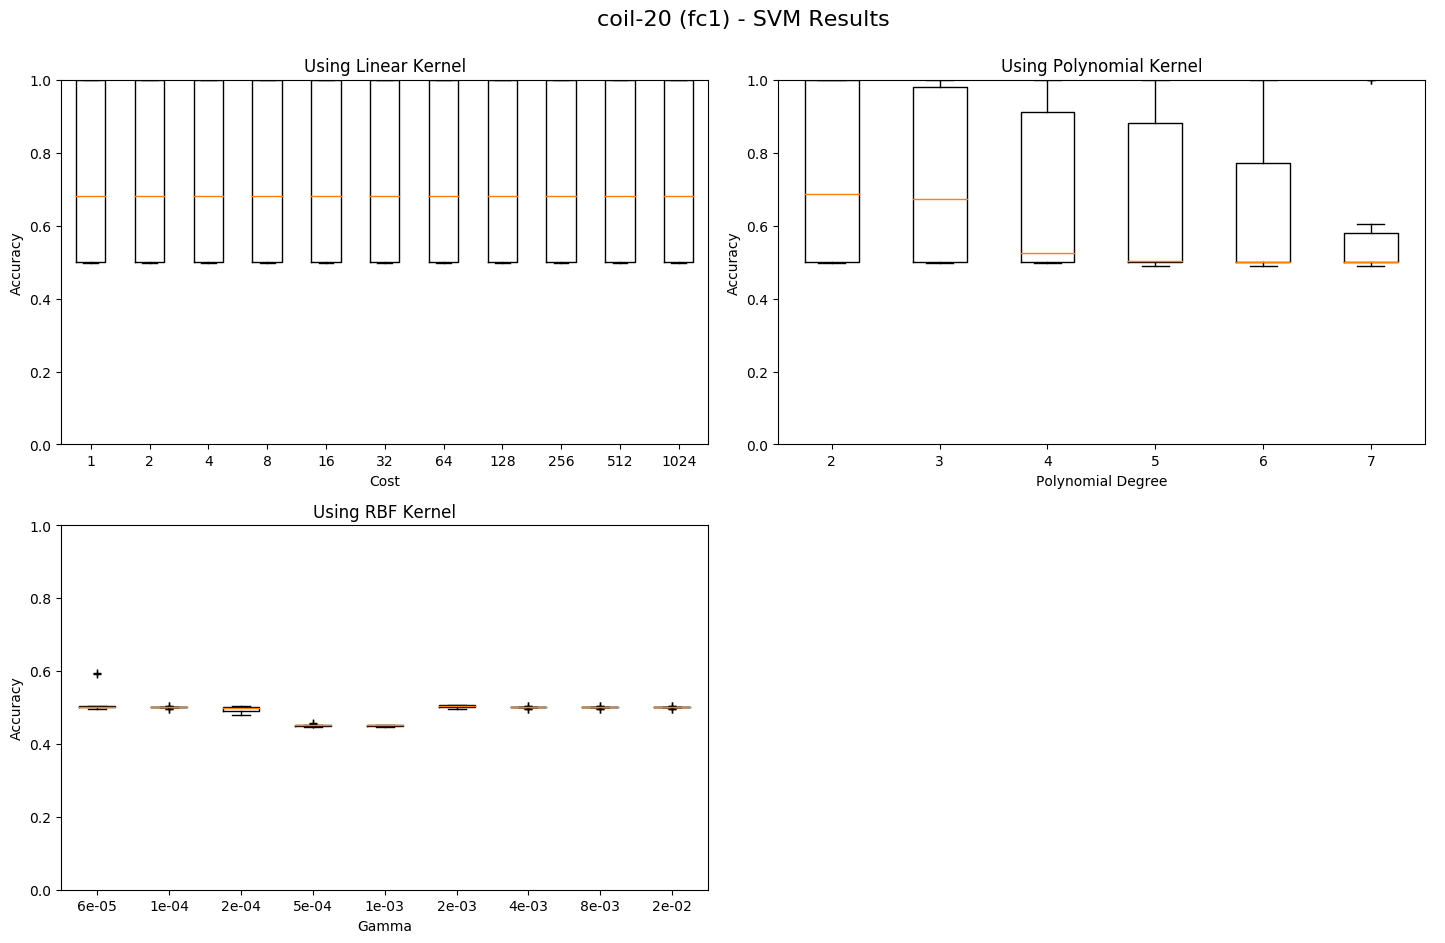 coil-20 (fc1) - SVM Results
Using Linear Kernel
1.0
0.8
0.6
0.4
0.2
0.0
Accuracy
1 2 4 8 16 32 64 128 256 512 1024
Cost
Using Polynomial Kernel
1.0
0.8
0.6
0.4
0.2
0.0
Accuracy
2 3 4 5 6 7
Polynomial Degree
Using RBF Kernel
1.0
0.8
0.6
0.4
0.2
0.0
Accuracy
6e-05 1e-04 2e-04 5e-04 1e-03 2e-03 4e-03 8e-03 2e-02
Gamma